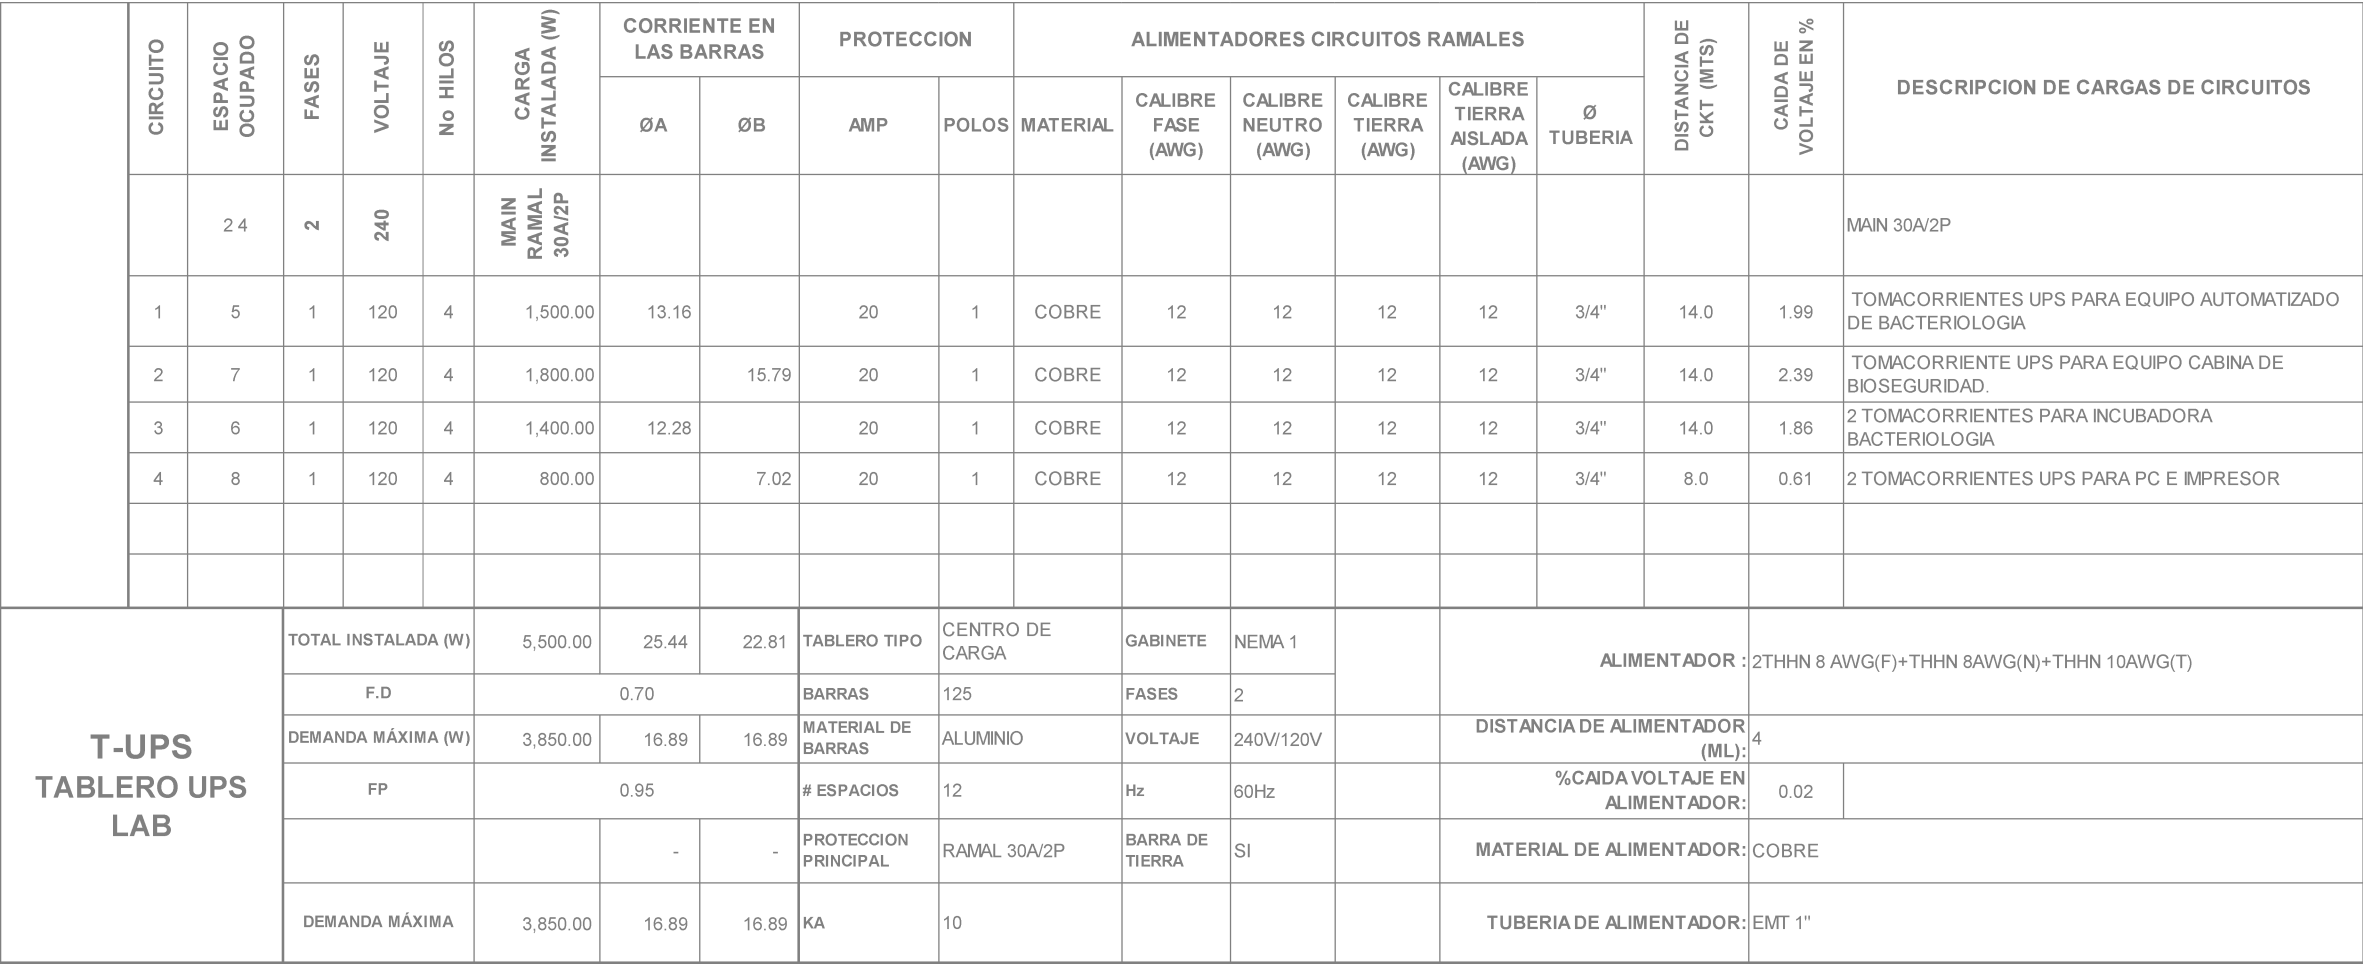 CIRCUITO
ESPACIO
OCUPADO
FASES
VOLTAJE
No HILOS
CARGA
INSTALADA (W)
CORRIENTE EN
LAS BARRAS
PROTECCION
ALIMENTADORES CIRCUITOS RAMALES
DISTANCIA DE
CKT (MTS)
CAIDA DE
VOLTAJE EN %
DESCRIPCION DE CARGAS DE CIRCUITOS
ØA
ØB
AMP
POLOS
MATERIAL
CALIBRE
FASE
(AWG)
CALIBRE
NEUTRO
(AWG)
CALIBRE
TIERRA
(AWG)
CALIBRE
TIERRA
AISLADA
(AWG)
Ø
TUBERIA
2 4
2
240
MAIN
RAMAL
30A/2P
MAIN 30A/2P
1 5 1 120 4 1,500.00 13.16 20 1 COBRE 12 12 12 12 3/4" 14.0 1.99
TOMACORRIENTES UPS PARA EQUIPO AUTOMATIZADO
DE BACTERIOLOGIA
2 7 1 120 4 1,800.00 15.79 20 1 COBRE 12 12 12 12 3/4" 14.0 2.39
TOMACORRIENTE UPS PARA EQUIPO CABINA DE
BIOSEGURIDAD.
3 6 1 120 4 1,400.00 12.28 20 1 COBRE 12 12 12 12 3/4" 14.0 1.86
2 TOMACORRIENTES PARA INCUBADORA
BACTERIOLOGIA
4 8 1 120 4 800.00 7.02 20 1 COBRE 12 12 12 12 3/4" 8.0 0.61 2 TOMACORRIENTES UPS PARA PC E IMPRESOR
T-UPS
TABLERO UPS
LAB
TOTAL INSTALADA (W) 5,500.00 25.44 22.81 TABLERO TIPO
CENTRO DE
CARGA
GABINETE NEMA 1
ALIMENTADOR : 2THHN 8 AWG(F)+THHN 8AWG(N)+THHN 10AWG(T)
F.D 0.70 BARRAS 125 FASES 2
DEMANDA MÁXIMA (W) 3,850.00 16.89 16.89
MATERIAL DE
BARRAS
ALUMINIO VOLTAJE 240V/120V
DISTANCIA DE ALIMENTADOR
(ML): 4
FP 0.95 # ESPACIOS 12 Hz 60Hz
%CAIDA VOLTAJE EN
ALIMENTADOR: 0.02
- -
PROTECCION
PRINCIPAL
RAMAL 30A/2P
BARRA DE
TIERRA
SI
MATERIAL DE ALIMENTADOR: COBRE
DEMANDA MÁXIMA 3,850.00 16.89 16.89 KA 10
TUBERIA DE ALIMENTADOR: EMT 1"